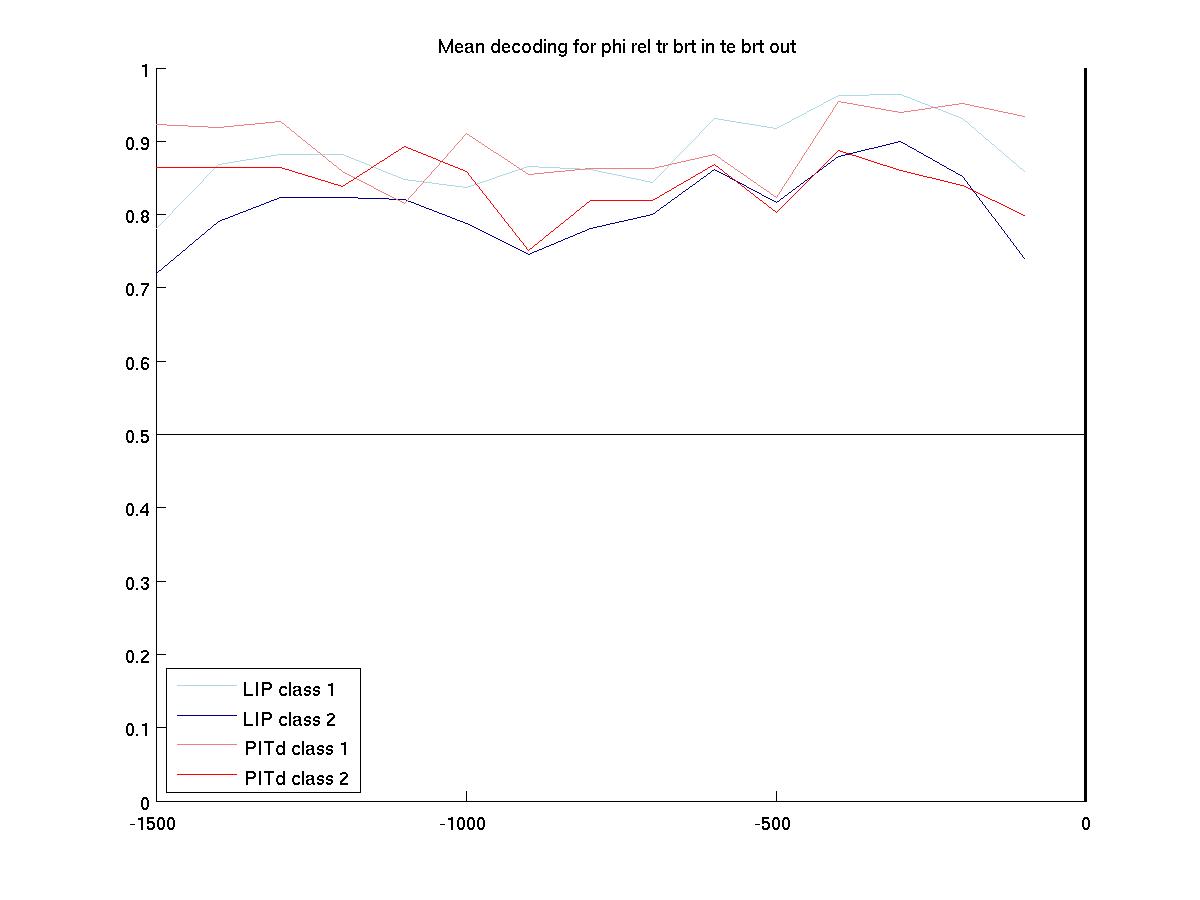 Mean decoding for phi rel tr brt in te brt out
1
0.9
0.8
0.7
0.6
0.5
0.4
0.3
0.2
0.1
0
LIP class 1
LIP class 2
PITd class 1
PITd class 2
-1500 -1000 -500 0